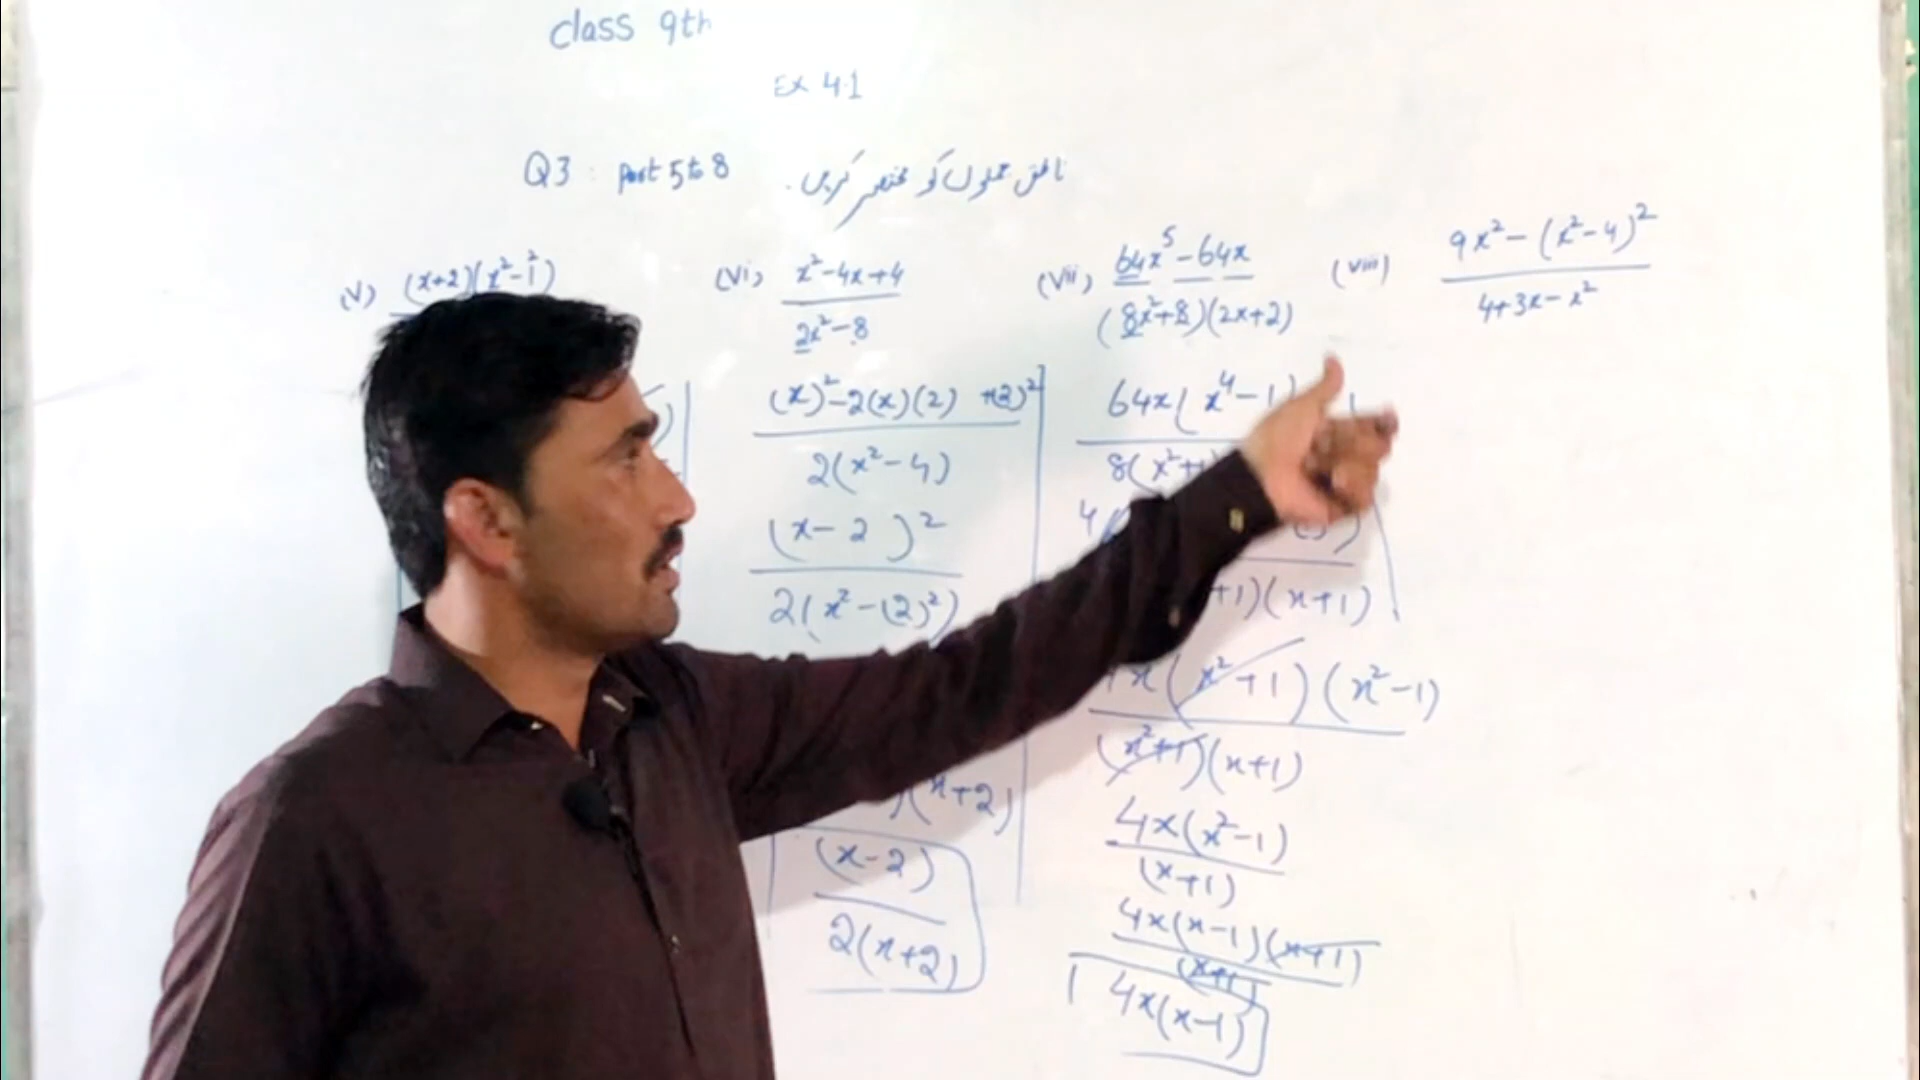 class 9th
Ex 4.1
Q3 : part 5 to 8 ناطق جملوں کو مختصر کریں.
(v) (x+2)(x²-1²)
(vi) x²-4x+4
2x²-8
(x)²-2(x)(2) +(2)²
2(x²-4)
(x-2)²
2(x²-(2)²)
)(x+2)
(x-2)
2(x+2)
(vii) 64x⁵-64x
(8x²+8)(2x+2)
64x(x⁴-1)
8(x²+1)
4
+1)(x+1)
4x(x²+1)(x²-1)
(x²+1)(x+1)
4x(x²-1)
(x+1)
4x(x-1)(x+1)
(x+1)
4x(x-1)
(viii) 9x²-(x²-4)²
4+3x-x²